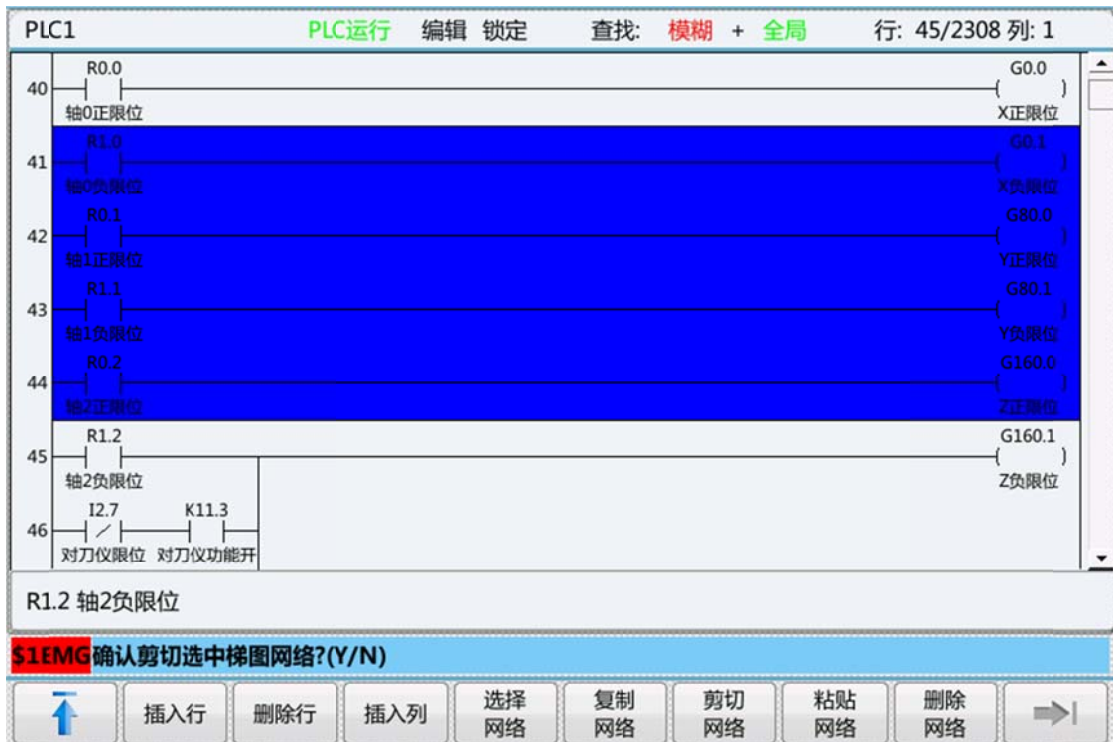 PLC1 PLC运行 编辑 锁定 查找: 模糊 + 全局 行: 45/2308 列: 1
R0.0 G0.0
40
轴0正限位 X正限位
R1.0 G0.1
41
轴0负限位 X负限位
R0.1 G80.0
42
轴1正限位 Y正限位
R1.1 G80.1
43
轴1负限位 Y负限位
R0.2 G160.0
44
轴2正限位 Z正限位
R1.2 G160.1
45
轴2负限位 Z负限位
I2.7 K11.3
46
对刀仪限位 对刀仪功能开
R1.2 轴2负限位
$1EMG确认剪切选中梯图网络?(Y/N)
插入行 删除行 插入列 选择 复制 剪切 粘贴 删除
网络 网络 网络 网络 网络